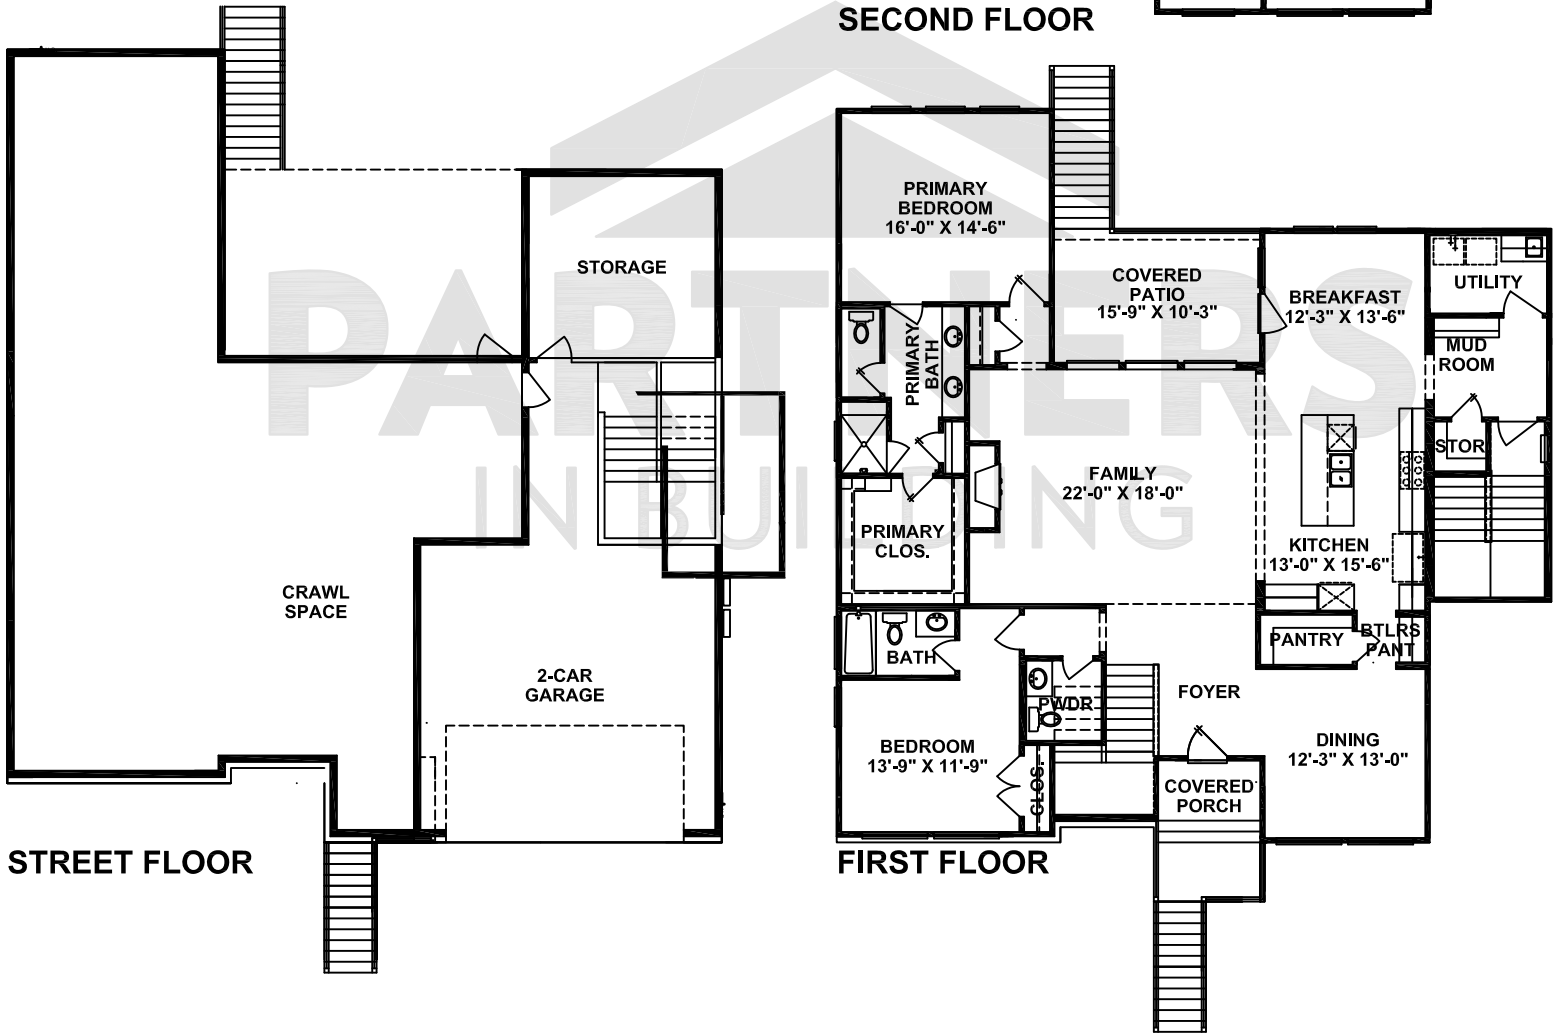 SECOND FLOOR
PARTNERS
IN BUILDING
STORAGE
CRAWL
SPACE
2-CAR
GARAGE
STREET FLOOR
PRIMARY
BEDROOM
16'-0" X 14'-6"
COVERED
PATIO
15'-9" X 10'-3"
BREAKFAST
12'-3" X 13'-6"
UTILITY
MUD
ROOM
PRIMARY
BATH
STOR
FAMILY
22'-0" X 18'-0"
PRIMARY
CLOS.
KITCHEN
13'-0" X 15'-6"
BATH
PANTRY
BTLRS
PANT
PWDR
FOYER
BEDROOM
13'-9" X 11'-9"
CLOS.
DINING
12'-3" X 13'-0"
COVERED
PORCH
FIRST FLOOR